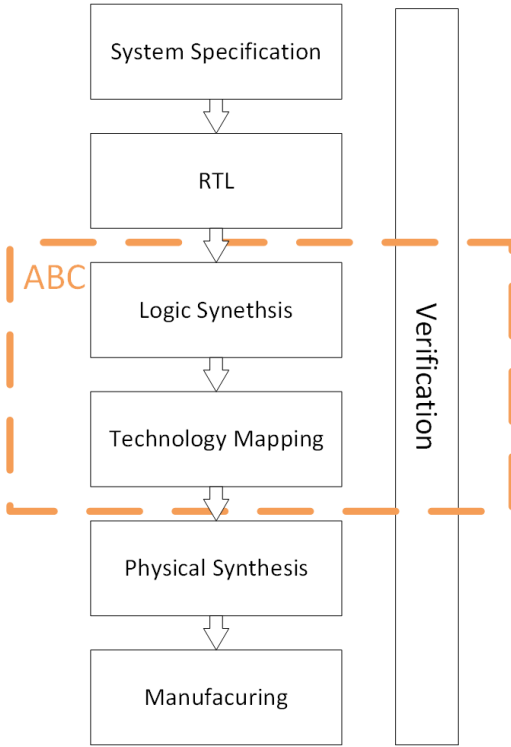 System Specification
RTL
ABC
Logic Synethsis
Technology Mapping
Physical Synthesis
Manufacuring
Verification